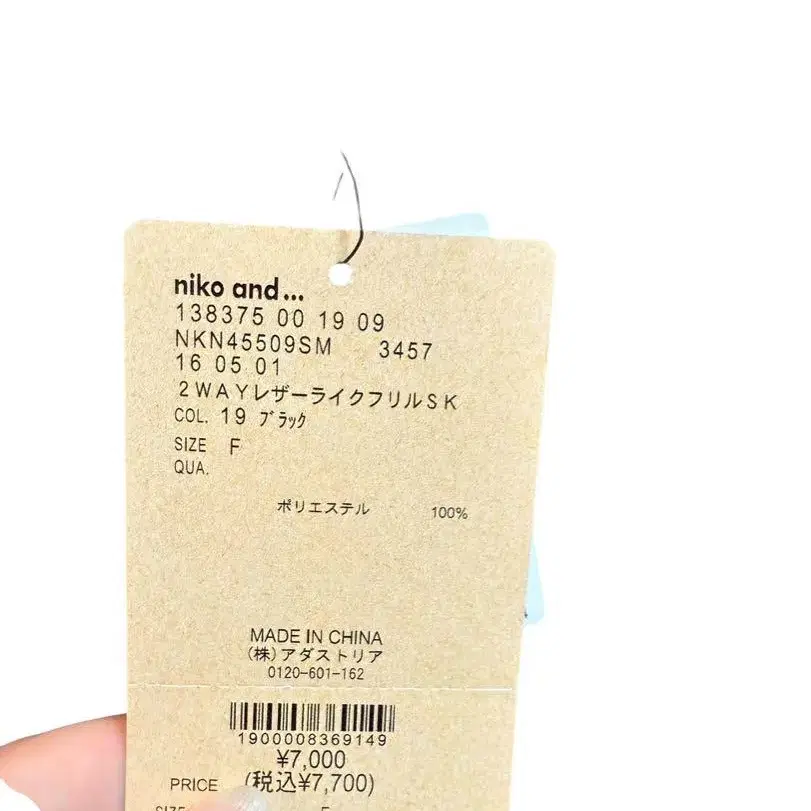 niko and...
138375 00 19 09
NKN45509SM 3457
16 05 01
2WAYレザーライクフリルSK
COL. 19 ブラック
SIZE F
QUA.
ポリエステル 100%
MADE IN CHINA
(株)アダストリア
0120-601-162
1900008369149
¥7,000
PRICE (税込¥7,700)
SIZE F